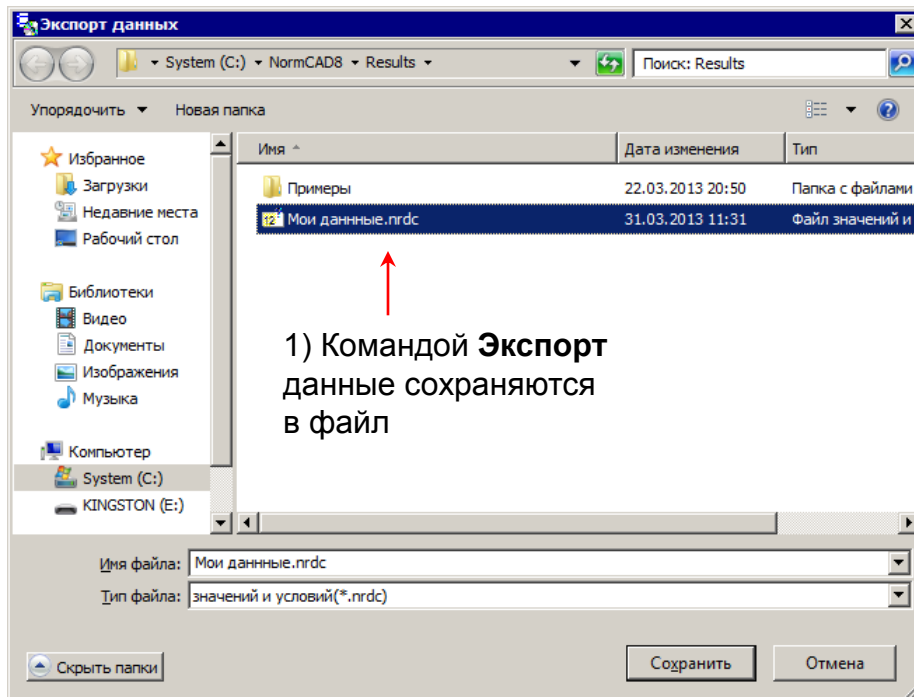 Экспорт данных
System (C:) NormCAD8 Results
Поиск: Results
Упорядочить Новая папка
Имя Дата изменения Тип
Избранное
Загрузки
Недавние места
Рабочий стол
Библиотеки
Видео
Документы
Изображения
Музыка
Компьютер
System (C:)
KINGSTON (E:)
Примеры 22.03.2013 20:50 Папка с файлами
12 Мои даннные.nrdc 31.03.2013 11:31 Файл значений и
1) Командой Экспорт
данные сохраняются
в файл
Имя файла: Мои даннные.nrdc
Тип файла: значений и условий(*.nrdc)
Скрыть папки Сохранить Отмена